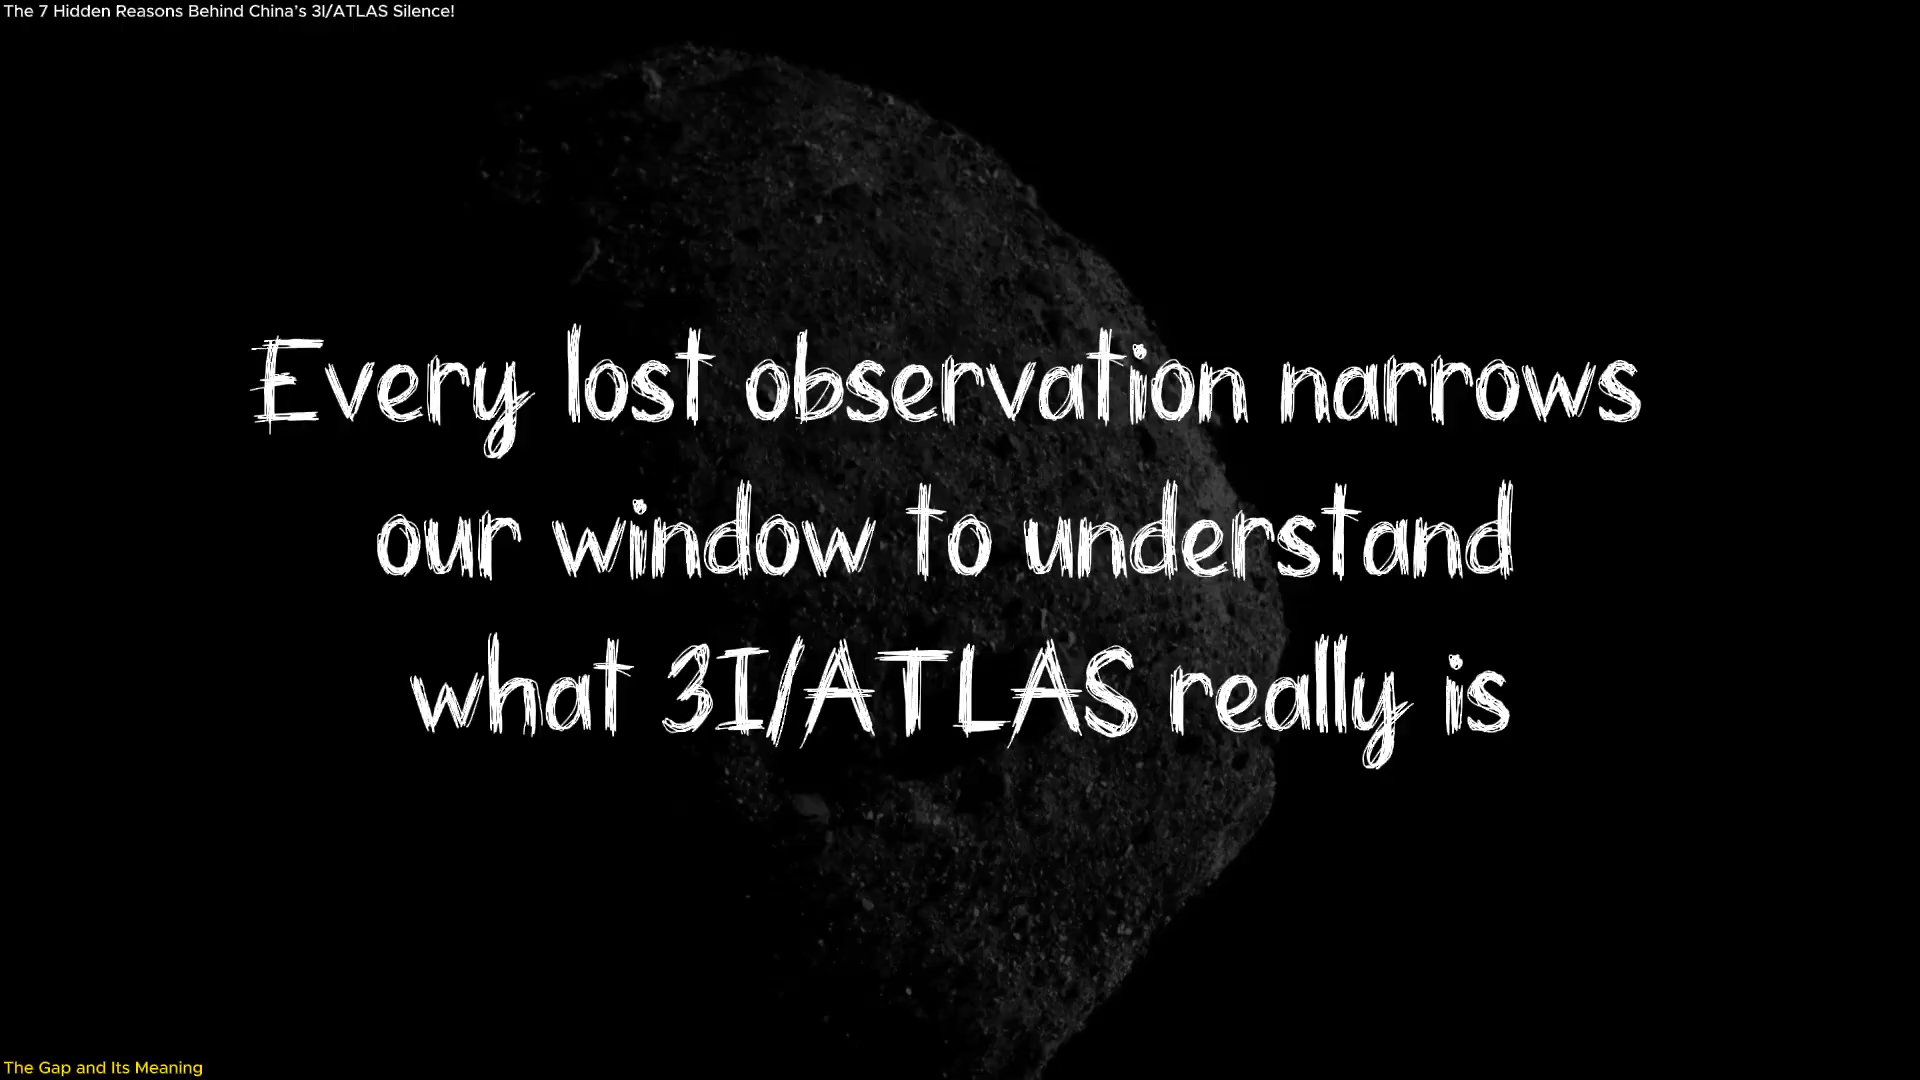 The 7 Hidden Reasons Behind China’s 3I/ATLAS Silence!
Every lost observation narrows
our window to understand
what 3I/ATLAS really is
The Gap and Its Meaning